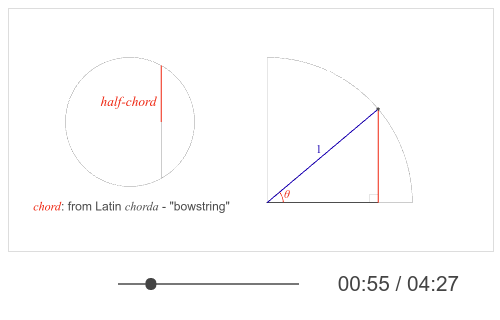 half-chord
1
θ
chord: from Latin chorda - "bowstring"
00:55 / 04:27